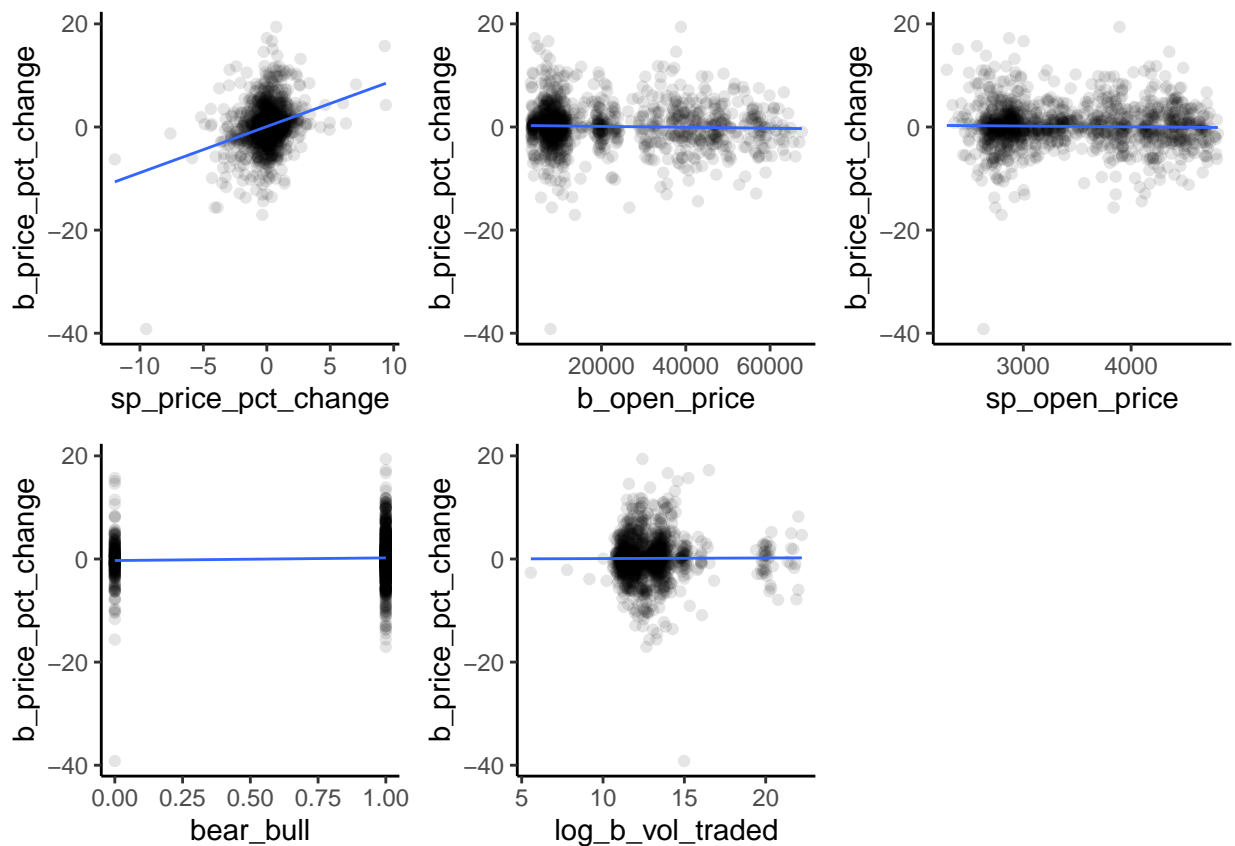 20
0
−20
−40
b_price_pct_change
−10 −5 0 5 10
sp_price_pct_change
20
0
−20
−40
b_price_pct_change
20000 40000 60000
b_open_price
20
0
−20
−40
b_price_pct_change
3000 4000
sp_open_price
20
0
−20
−40
b_price_pct_change
0.00 0.25 0.50 0.75 1.00
bear_bull
20
0
−20
−40
b_price_pct_change
5 10 15 20
log_b_vol_traded